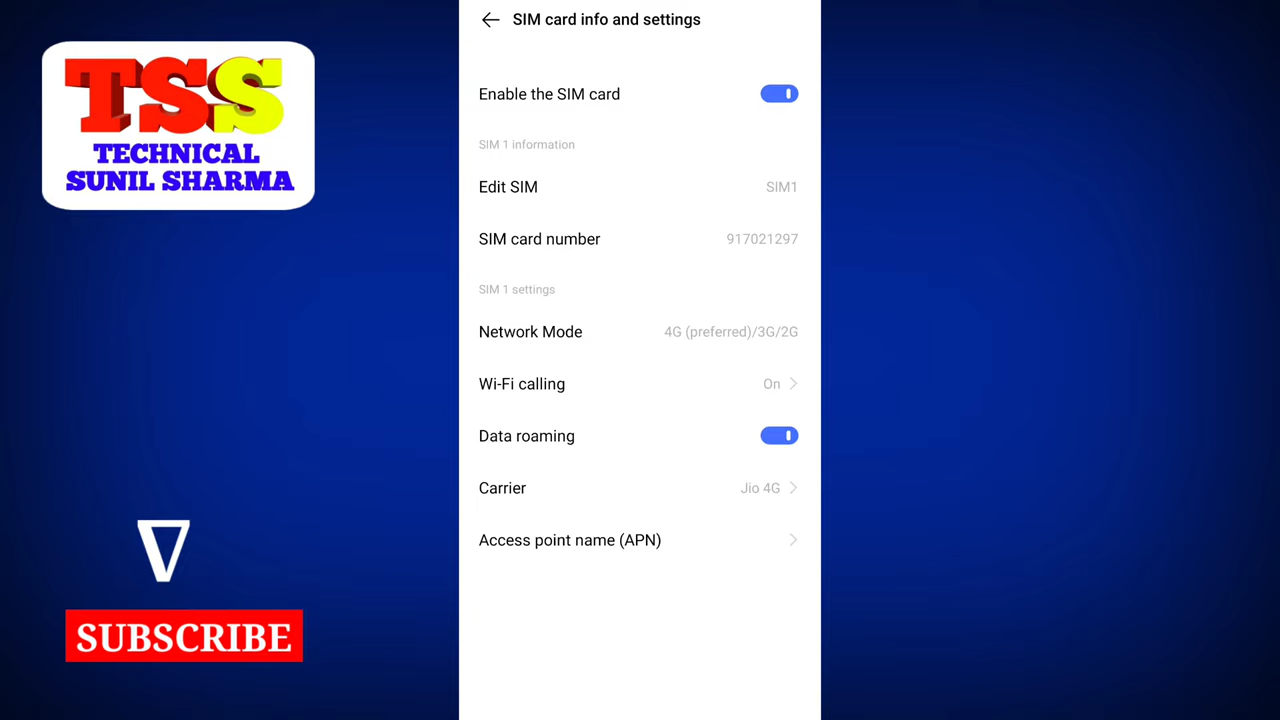 TSS
TECHNICAL
SUNIL SHARMA
SUBSCRIBE
SIM card info and settings
Enable the SIM card
SIM 1 information
Edit SIM SIM1
SIM card number 917021297
SIM 1 settings
Network Mode 4G (preferred)/3G/2G
Wi-Fi calling On
Data roaming
Carrier Jio 4G
Access point name (APN)